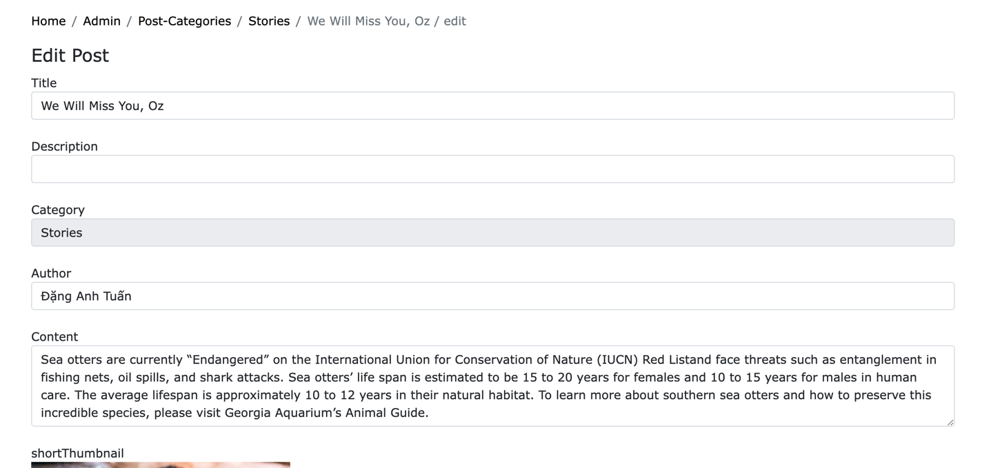 Home / Admin / Post-Categories / Stories / We Will Miss You, Oz / edit
Edit Post
Title
We Will Miss You, Oz
Description
Category
Stories
Author
Đặng Anh Tuấn
Content
Sea otters are currently “Endangered” on the International Union for Conservation of Nature (IUCN) Red Listand face threats such as entanglement in
fishing nets, oil spills, and shark attacks. Sea otters’ life span is estimated to be 15 to 20 years for females and 10 to 15 years for males in human
care. The average lifespan is approximately 10 to 12 years in their natural habitat. To learn more about southern sea otters and how to preserve this
incredible species, please visit Georgia Aquarium’s Animal Guide.
shortThumbnail